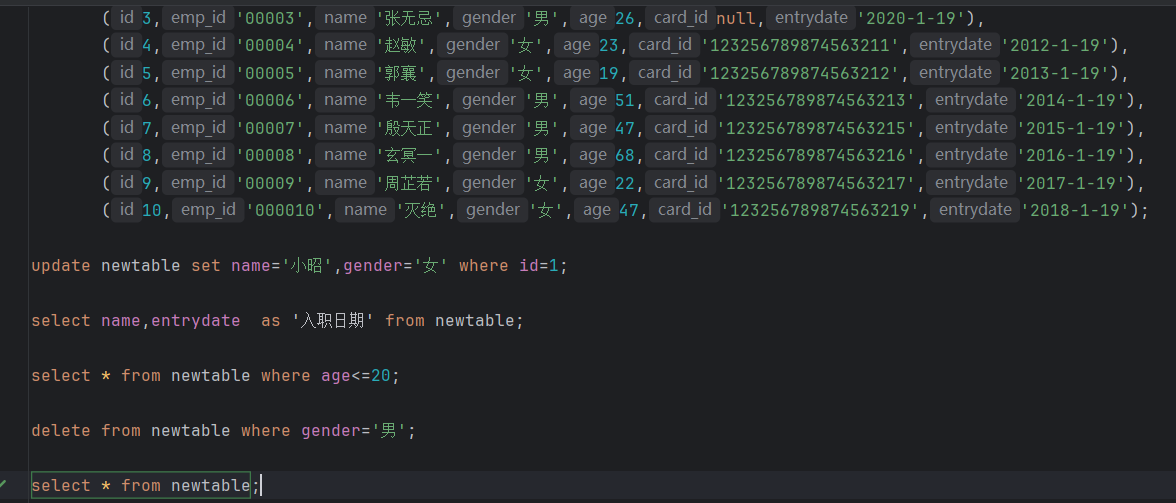 ( id 3, emp_id '00003', name '张无忌', gender '男', age 26, card_id null, entrydate '2020-1-19'),
( id 4, emp_id '00004', name '赵敏', gender '女', age 23, card_id '123256789874563211', entrydate '2012-1-19'),
( id 5, emp_id '00005', name '郭襄', gender '女', age 19, card_id '123256789874563212', entrydate '2013-1-19'),
( id 6, emp_id '00006', name '韦一笑', gender '男', age 51, card_id '123256789874563213', entrydate '2014-1-19'),
( id 7, emp_id '00007', name '殷天正', gender '男', age 47, card_id '123256789874563215', entrydate '2015-1-19'),
( id 8, emp_id '00008', name '玄冥一', gender '男', age 68, card_id '123256789874563216', entrydate '2016-1-19'),
( id 9, emp_id '00009', name '周芷若', gender '女', age 22, card_id '123256789874563217', entrydate '2017-1-19'),
( id 10, emp_id '000010', name '灭绝', gender '女', age 47, card_id '123256789874563219', entrydate '2018-1-19');
update newtable set name='小昭',gender='女' where id=1;
select name,entrydate  as '入职日期' from newtable;
select * from newtable where age<=20;
delete from newtable where gender='男';
select * from newtable;